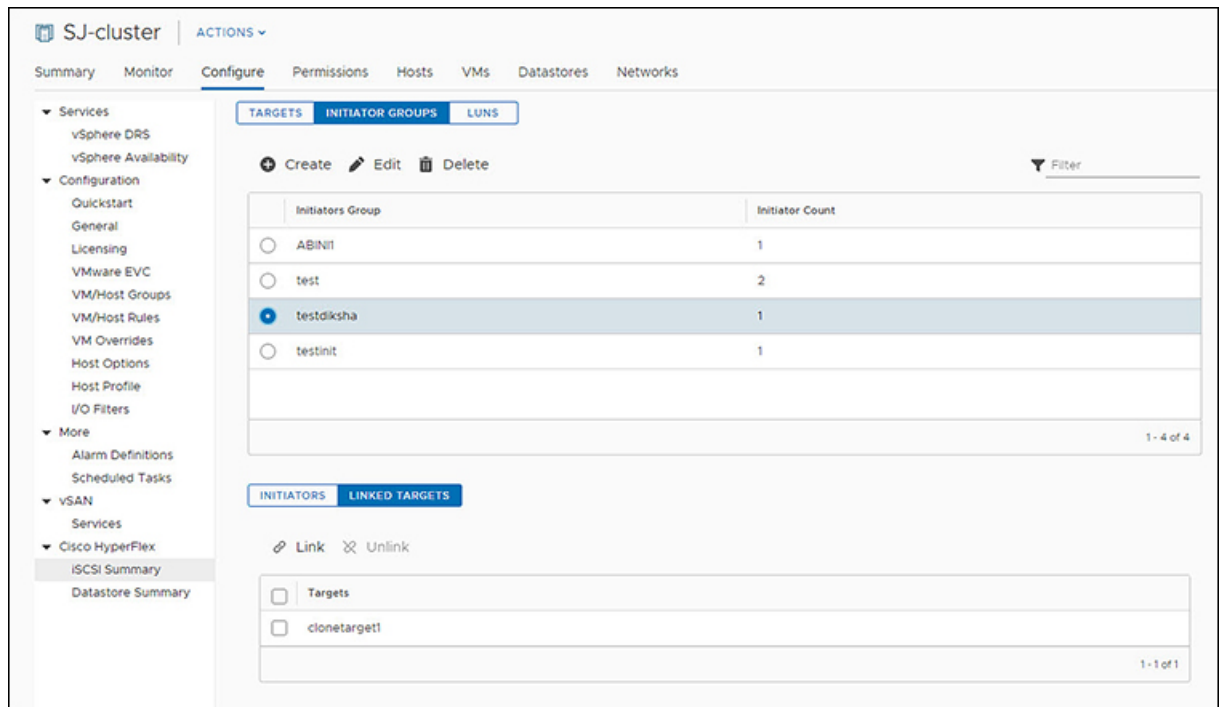 SJ-cluster ACTIONS
Summary Monitor Configure Permissions Hosts VMs Datastores Networks
Services
vSphere DRS
vSphere Availability
Configuration
Quickstart
General
Licensing
VMware EVC
VM/Host Groups
VM/Host Rules
VM Overrides
Host Options
Host Profile
I/O Filters
More
Alarm Definitions
Scheduled Tasks
vSAN
Services
Cisco HyperFlex
iSCSI Summary
Datastore Summary
TARGETS INITIATOR GROUPS LUNS
Create Edit Delete Filter
Initiators Group Initiator Count
ABINI1 1
test 2
testdiksha 1
testinit 1
1 - 4 of 4
INITIATORS LINKED TARGETS
Link Unlink
Targets
clonetarget1
1 - 1 of 1